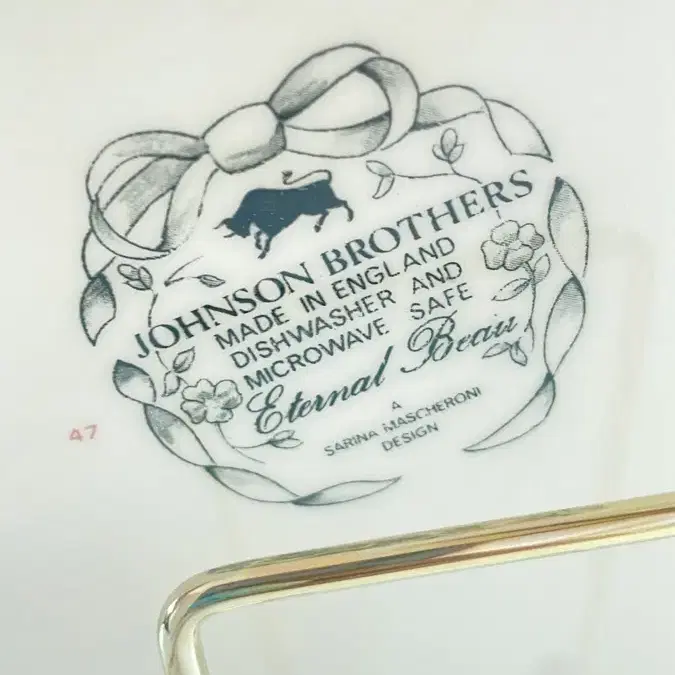 JOHNSON BROTHERS
MADE IN ENGLAND
DISHWASHER AND
MICROWAVE SAFE
Eternal Beau
A
SARINA MASCHERONI
DESIGN
47